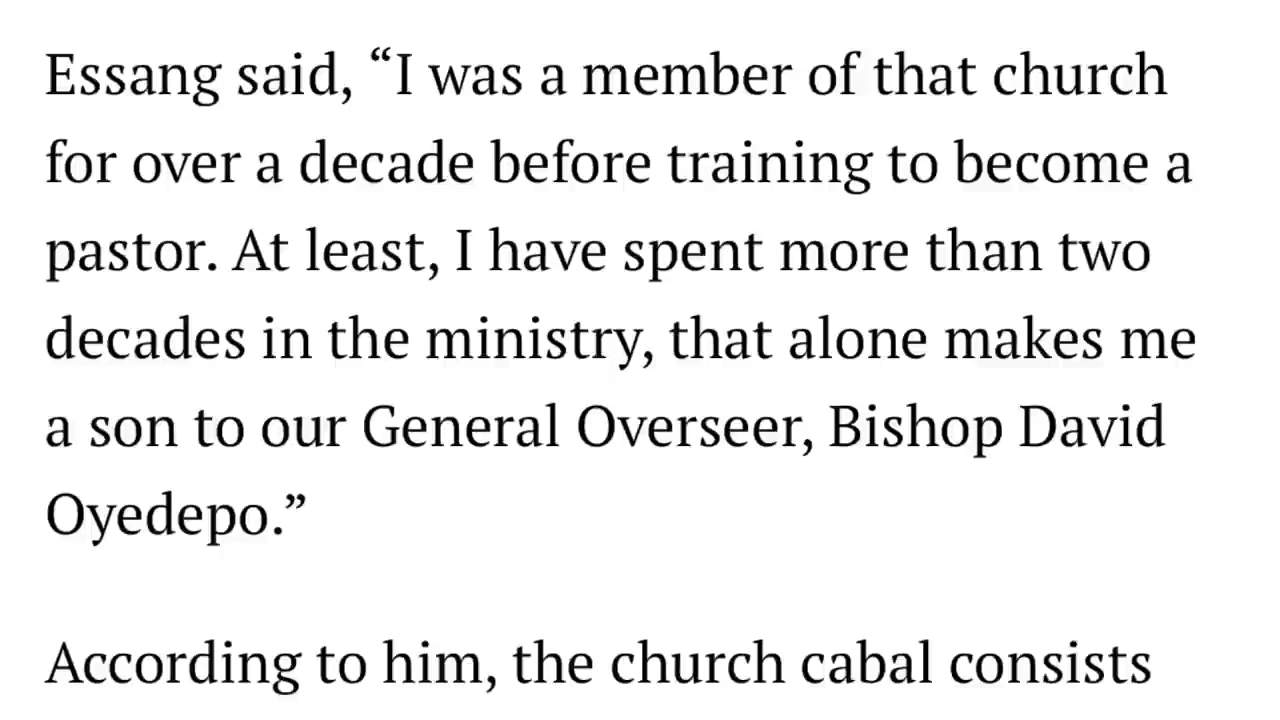 Essang said, “I was a member of that church
for over a decade before training to become a
pastor. At least, I have spent more than two
decades in the ministry, that alone makes me
a son to our General Overseer, Bishop David
Oyedepo.”
According to him, the church cabal consists